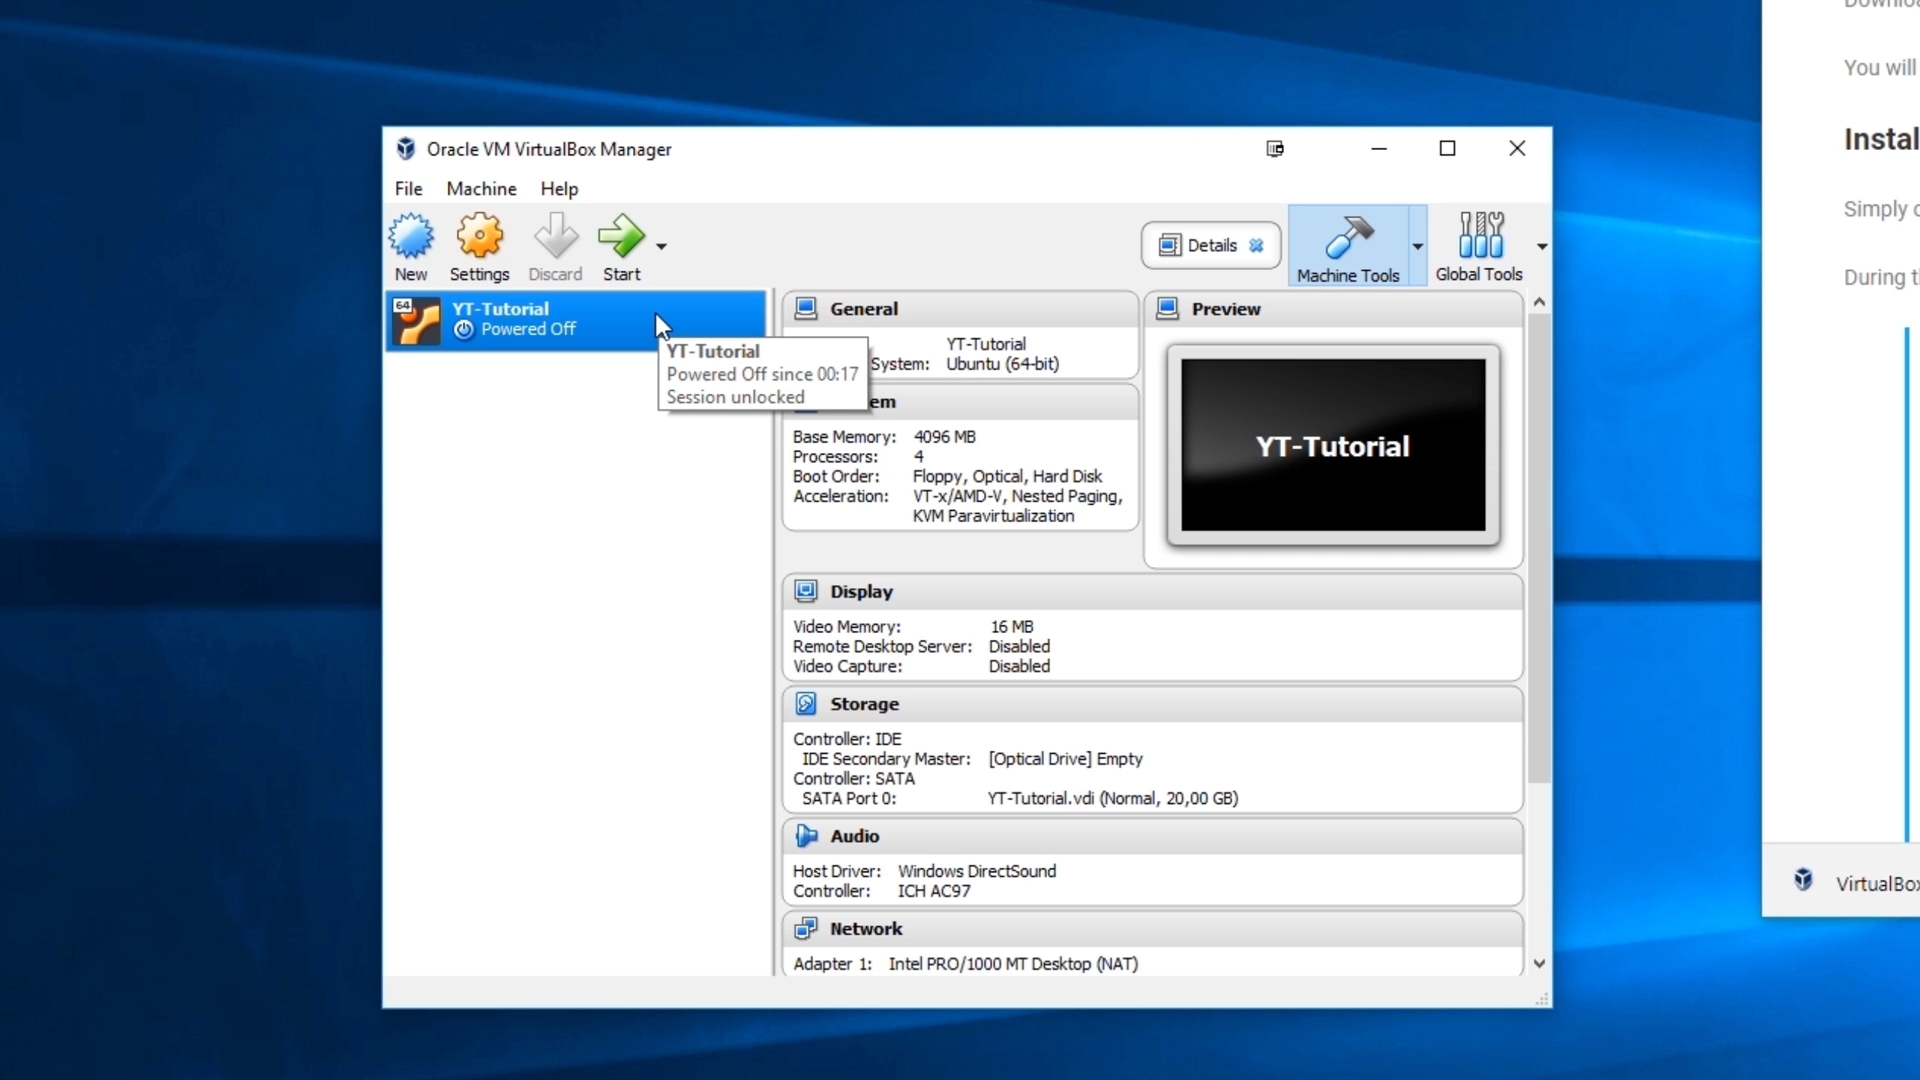 Oracle VM VirtualBox Manager
File Machine Help
New Settings Discard Start
Details
Machine Tools
Global Tools
64
YT-Tutorial
Powered Off
YT-Tutorial
Powered Off since 00:17
Session unlocked
General
YT-Tutorial
System: Ubuntu (64-bit)
Base Memory: 4096 MB
Processors: 4
Boot Order: Floppy, Optical, Hard Disk
Acceleration: VT-x/AMD-V, Nested Paging,
KVM Paravirtualization
Preview
YT-Tutorial
Display
Video Memory: 16 MB
Remote Desktop Server: Disabled
Video Capture: Disabled
Storage
Controller: IDE
IDE Secondary Master: [Optical Drive] Empty
Controller: SATA
SATA Port 0: YT-Tutorial.vdi (Normal, 20,00 GB)
Audio
Host Driver: Windows DirectSound
Controller: ICH AC97
Network
Adapter 1: Intel PRO/1000 MT Desktop (NAT)
You will
Simply
During